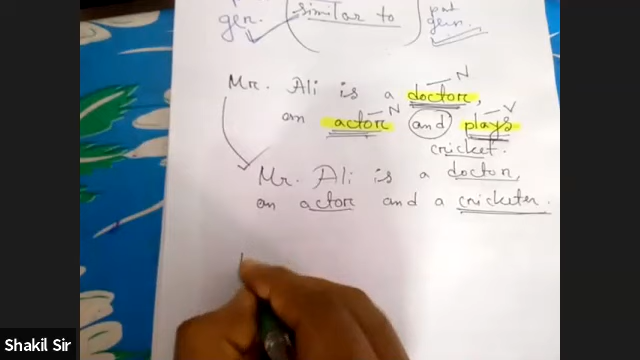 gen. similar to
gen.
Mr. Ali is a doctor, N
an actor N and plays V
cricket.
Mr. Ali is a doctor,
an actor and a cricketer.
Shakil Sir